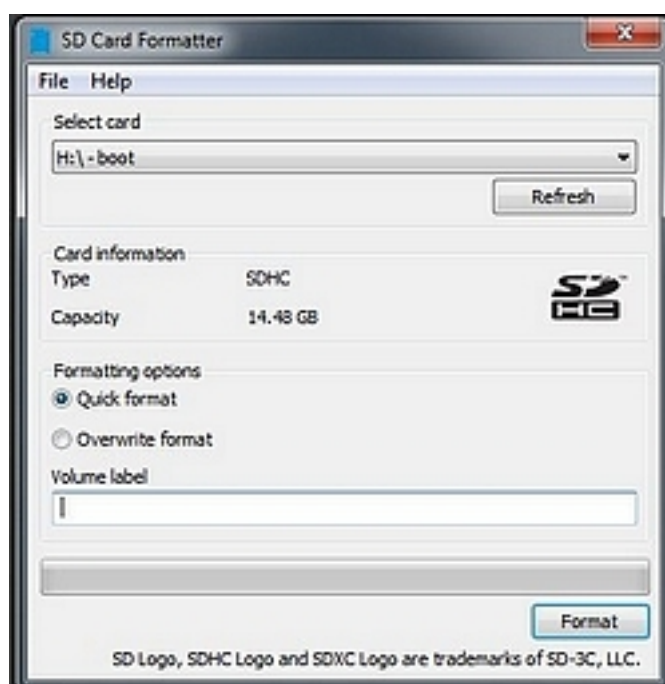 SD Card Formatter
File Help
Select card
H:\ - boot
Refresh
Card information
Type SDHC
Capacity 14.48 GB
SD
HC
Formatting options
Quick format
Overwrite format
Volume label
Format
SD Logo, SDHC Logo and SDXC Logo are trademarks of SD-3C, LLC.